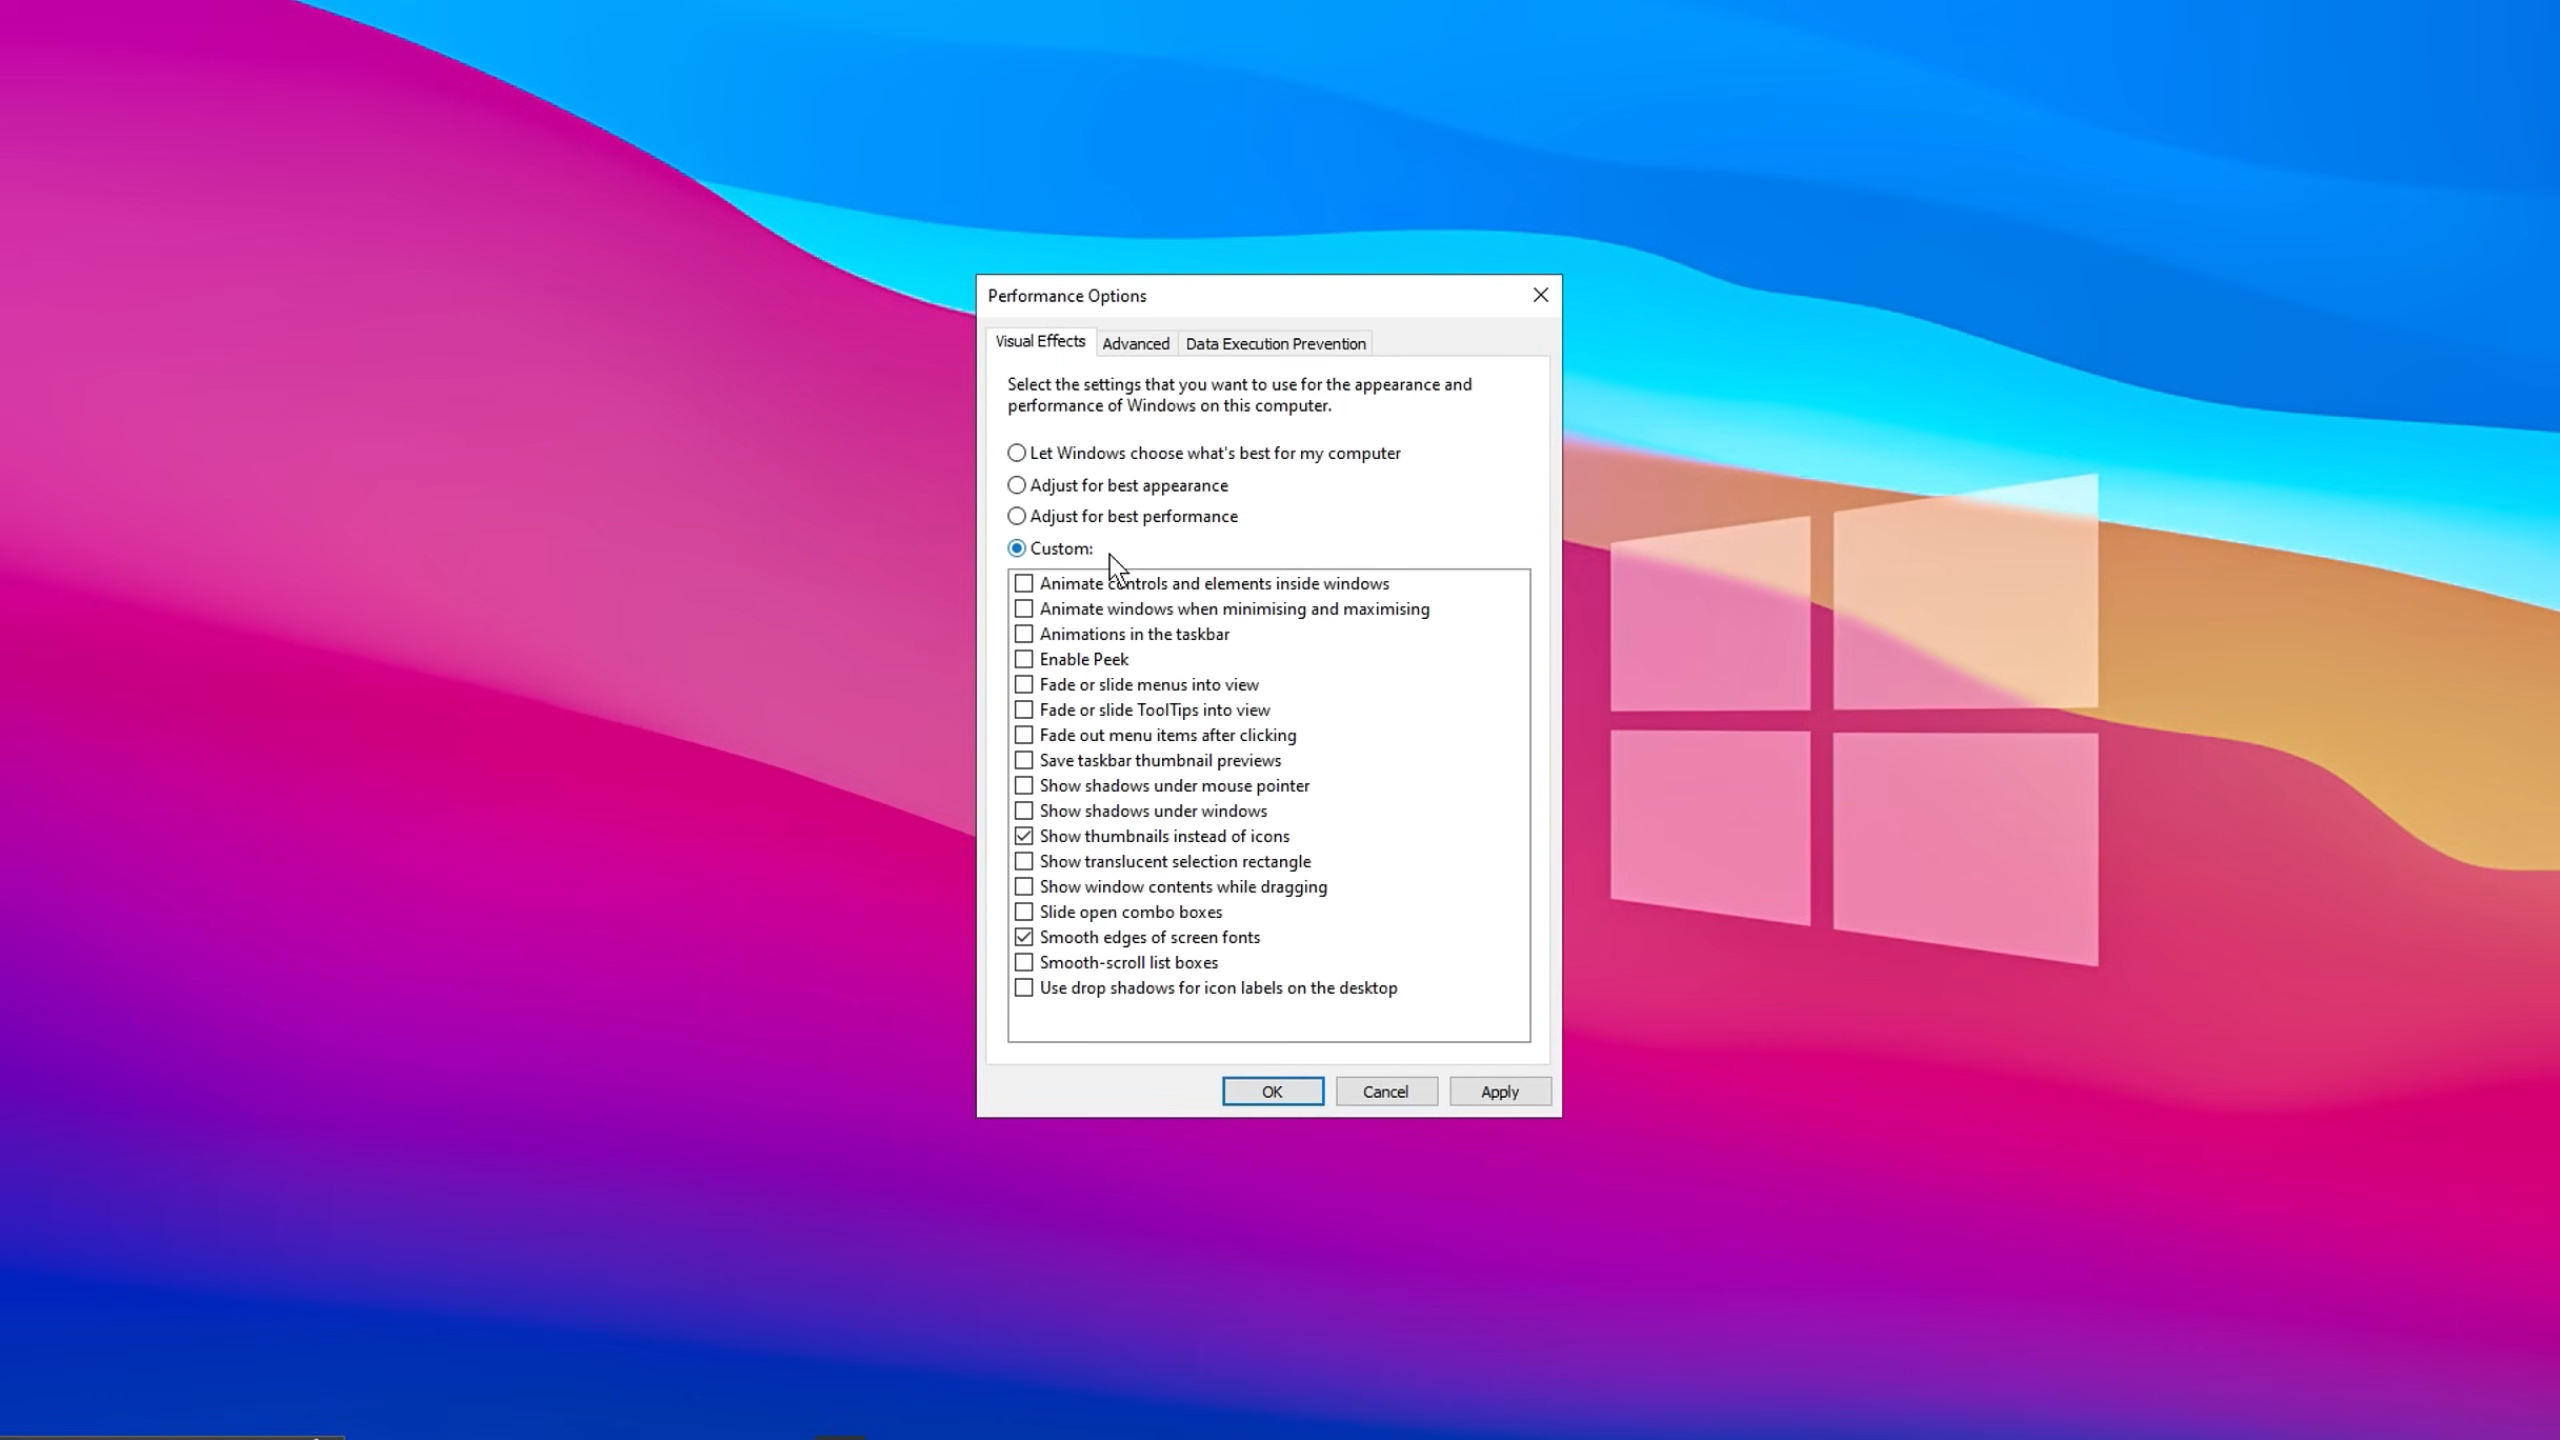 Performance Options
Visual Effects
Advanced
Data Execution Prevention
Select the settings that you want to use for the appearance and
performance of Windows on this computer.
Let Windows choose what's best for my computer
Adjust for best appearance
Adjust for best performance
Custom:
Animate controls and elements inside windows
Animate windows when minimising and maximising
Animations in the taskbar
Enable Peek
Fade or slide menus into view
Fade or slide ToolTips into view
Fade out menu items after clicking
Save taskbar thumbnail previews
Show shadows under mouse pointer
Show shadows under windows
Show thumbnails instead of icons
Show translucent selection rectangle
Show window contents while dragging
Slide open combo boxes
Smooth edges of screen fonts
Smooth-scroll list boxes
Use drop shadows for icon labels on the desktop
OK
Cancel
Apply